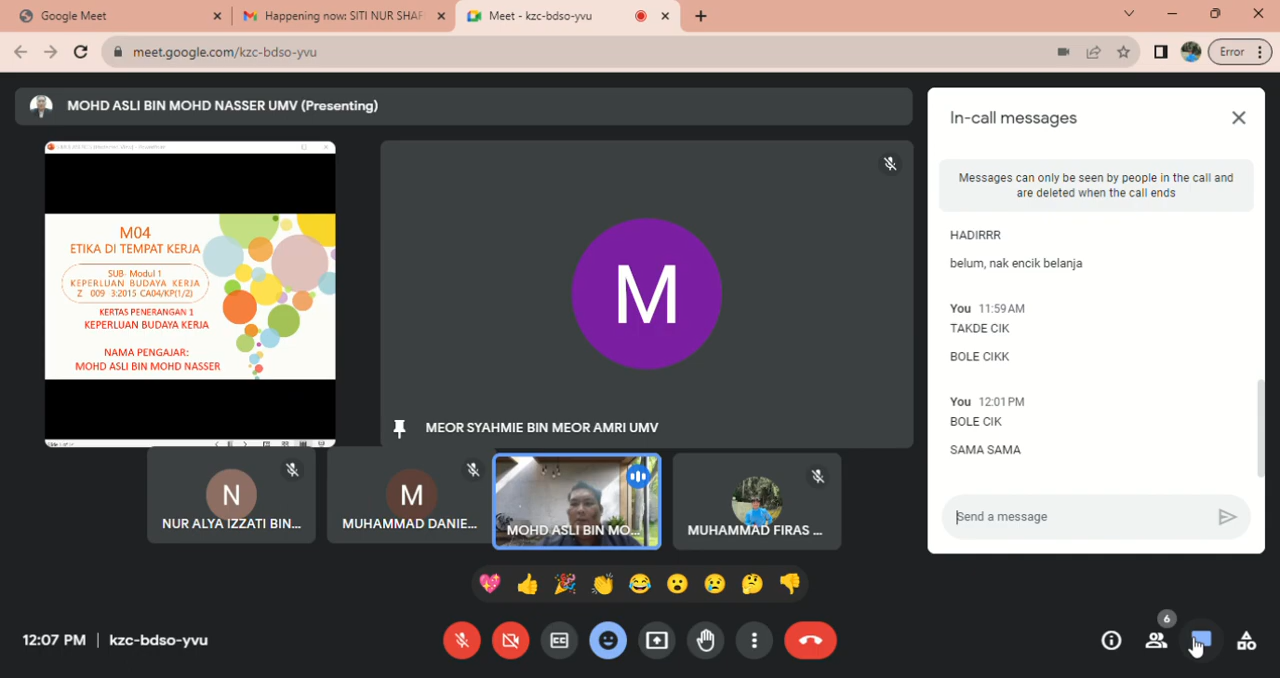 Google Meet
Happening now: SITI NUR SHAF
Meet - kzc-bdso-yvu
meet.google.com/kzc-bdso-yvu
Error
MOHD ASLI BIN MOHD NASSER UMV (Presenting)
M04
ETIKA DI TEMPAT KERJA
SUB- Modul 1
KEPERLUAN BUDAYA KERJA
Z 009 3:2015 CA04/KP(1/2)
KERTAS PENERANGAN 1
KEPERLUAN BUDAYA KERJA
NAMA PENGAJAR:
MOHD ASLI BIN MOHD NASSER
M
MEOR SYAHMIE BIN MEOR AMRI UMV
N
NUR ALYA IZZATI BIN...
M
MUHAMMAD DANIE...
MOHD ASLI BIN MO...
MUHAMMAD FIRAS ...
In-call messages
Messages can only be seen by people in the call and
are deleted when the call ends
HADIRRR
belum, nak encik belanja
You 11:59 AM
TAKDE CIK
BOLE CIKK
You 12:01 PM
BOLE CIK
SAMA SAMA
Send a message
12:07 PM | kzc-bdso-yvu
6